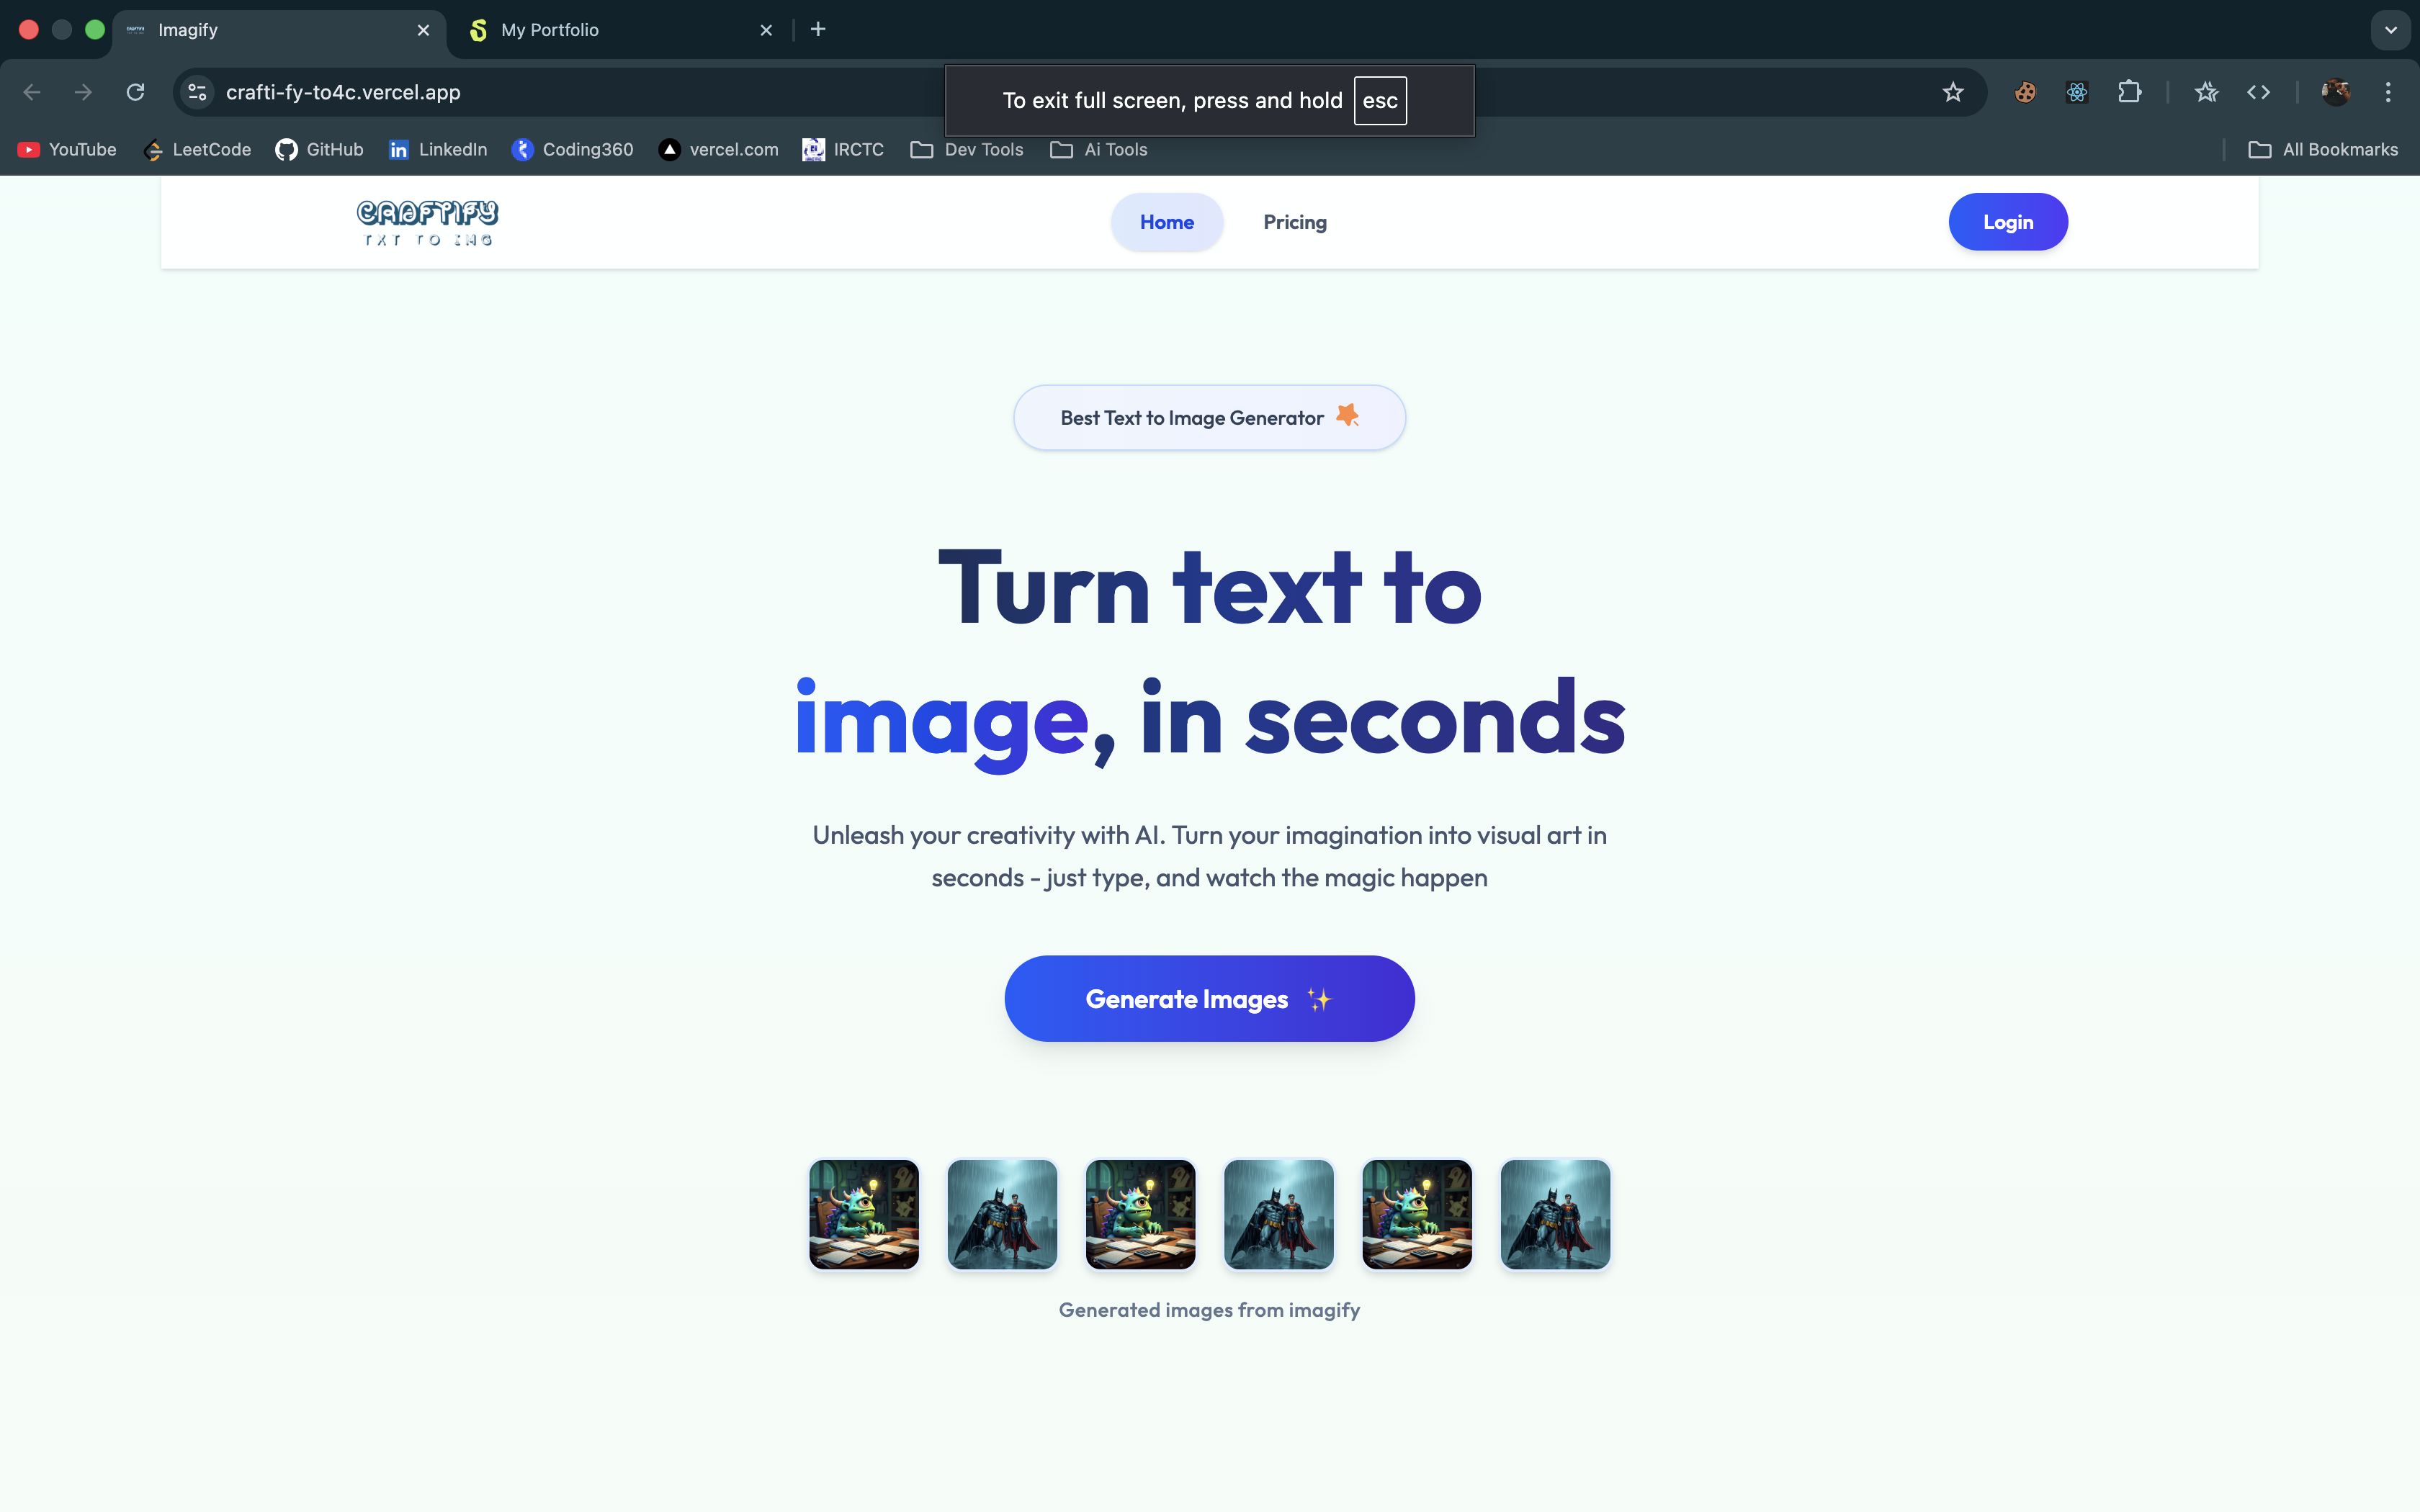 Imagify
My Portfolio
crafti-fy-to4c.vercel.app
To exit full screen, press and hold esc
YouTube LeetCode GitHub LinkedIn Coding360 vercel.com IRCTC Dev Tools Ai Tools All Bookmarks
CRAFTIFY
TXT TO IMG
Home Pricing Login
Best Text to Image Generator
Turn text to
image, in seconds
Unleash your creativity with AI. Turn your imagination into visual art in
seconds - just type, and watch the magic happen
Generate Images
Generated images from imagify